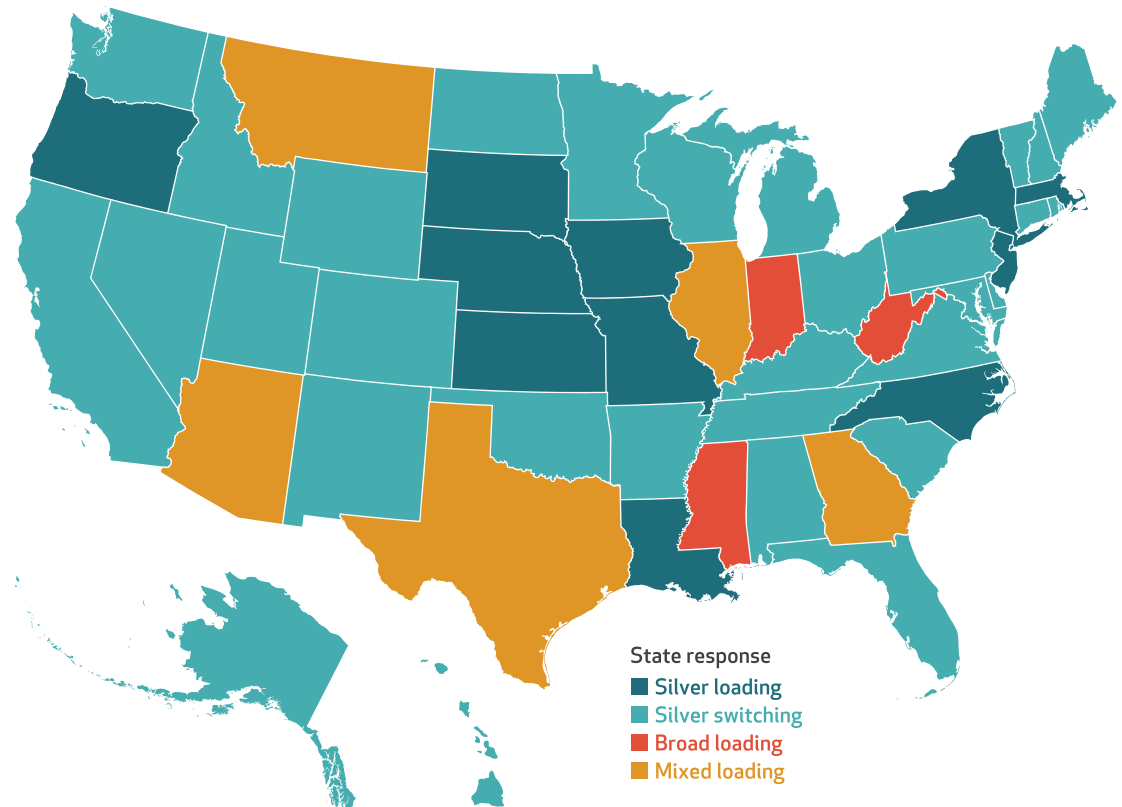 State response
Silver loading
Silver switching
Broad loading
Mixed loading